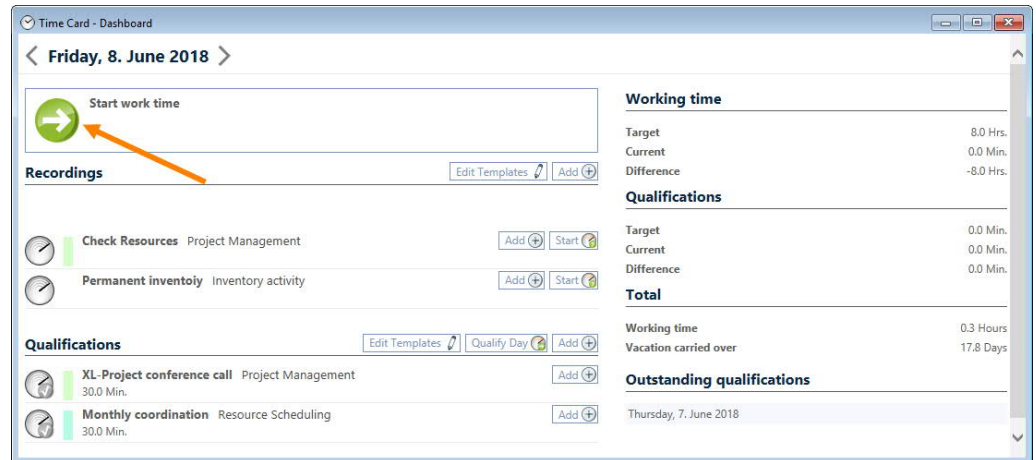 Time Card - Dashboard
Friday, 8. June 2018
Start work time
Recordings
Edit Templates
Add
Check Resources Project Management
Add
Start
Permanent inventoiy Inventory activity
Add
Start
Qualifications
Edit Templates
Qualify Day
Add
XL-Project conference call Project Management
Add
30.0 Min.
Monthly coordination Resource Scheduling
Add
30.0 Min.
Working time
Target 8.0 Hrs.
Current 0.0 Min.
Difference -8.0 Hrs.
Qualifications
Target 0.0 Min.
Current 0.0 Min.
Difference 0.0 Min.
Total
Working time 0.3 Hours
Vacation carried over 17.8 Days
Outstanding qualifications
Thursday, 7. June 2018